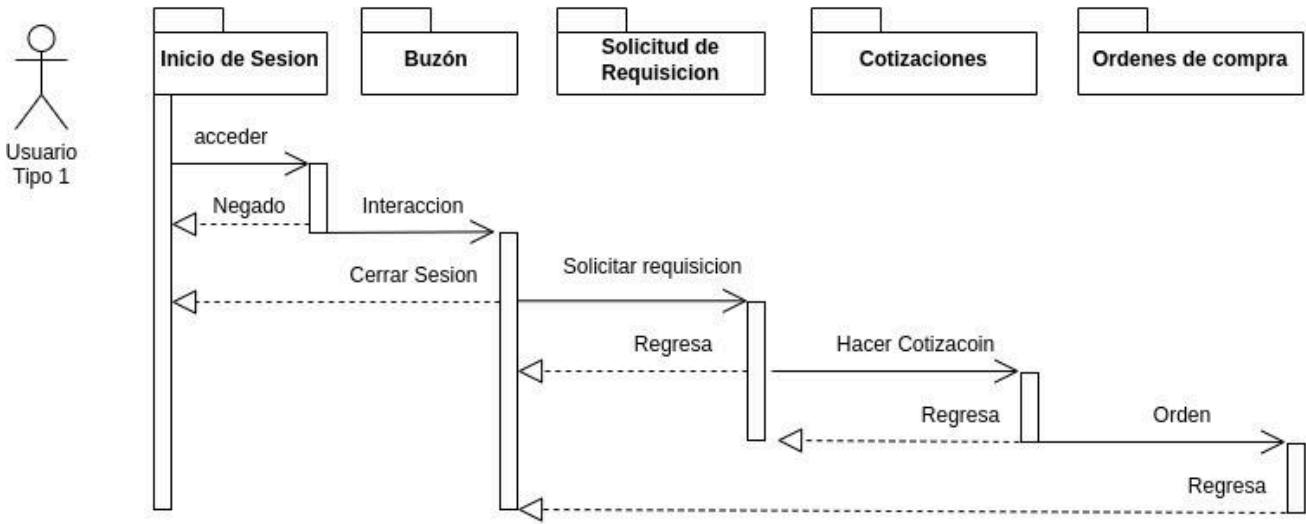 Inicio de Sesion
Buzón
Solicitud de
Requisicion
Cotizaciones
Ordenes de compra
Usuario
Tipo 1
acceder
Negado
Interaccion
Cerrar Sesion
Solicitar requisicion
Regresa
Hacer Cotizacoin
Regresa
Orden
Regresa